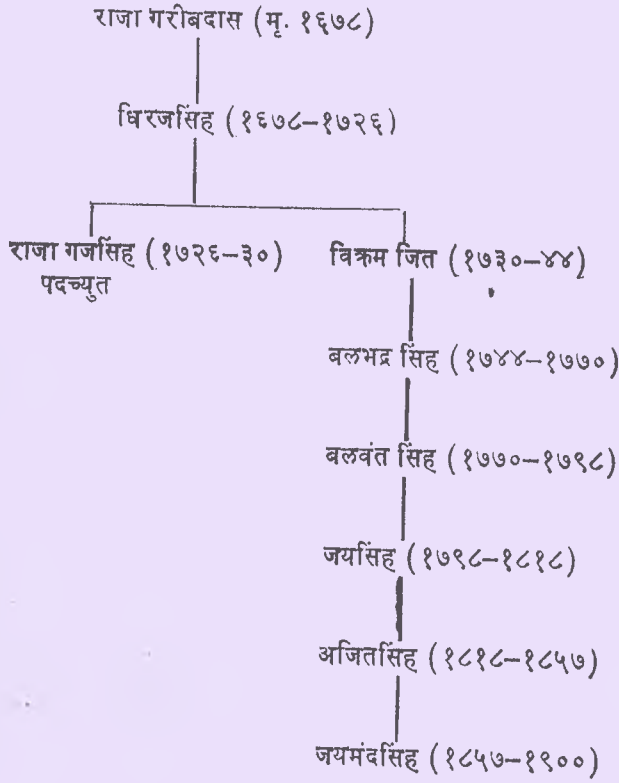 राजा गरीबदास (मृ. १६७८)
धिरजसिंह (१६७८–१७२६)
राजा गजसिंह (१७२६–३०)
पदच्युत
विक्रम जित (१७३०–४४)
बलभद्र सिंह (१७४४–१७७०)
बलवंत सिंह (१७७०–१७९८)
जयसिंह (१७९८–१८१८)
अजितसिंह (१८१८–१८५७)
जयमंदसिंह (१८५७–१९००)